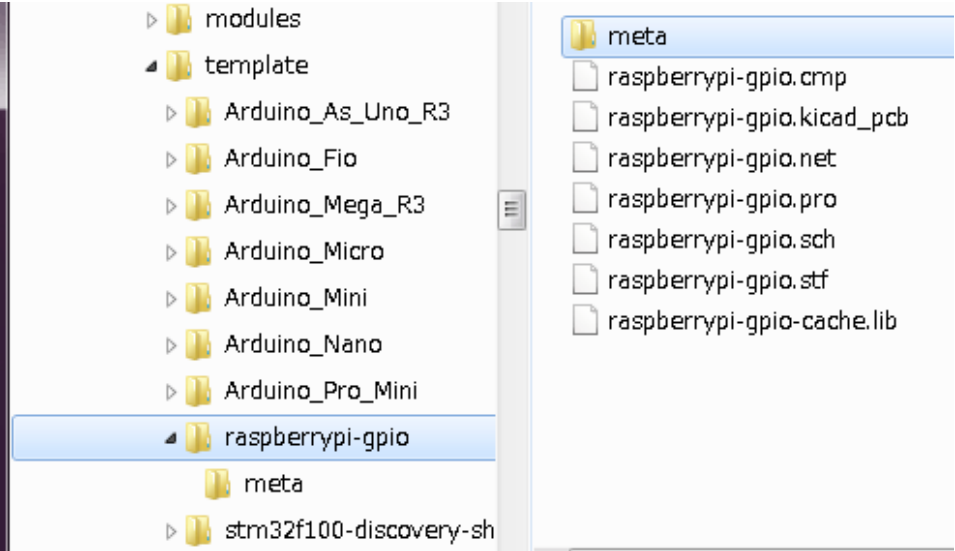 modules
template
Arduino_As_Uno_R3
Arduino_Fio
Arduino_Mega_R3
Arduino_Micro
Arduino_Mini
Arduino_Nano
Arduino_Pro_Mini
raspberrypi-gpio
meta
stm32f100-discovery-sh
meta
raspberrypi-gpio.cmp
raspberrypi-gpio.kicad_pcb
raspberrypi-gpio.net
raspberrypi-gpio.pro
raspberrypi-gpio.sch
raspberrypi-gpio.stf
raspberrypi-gpio-cache.lib